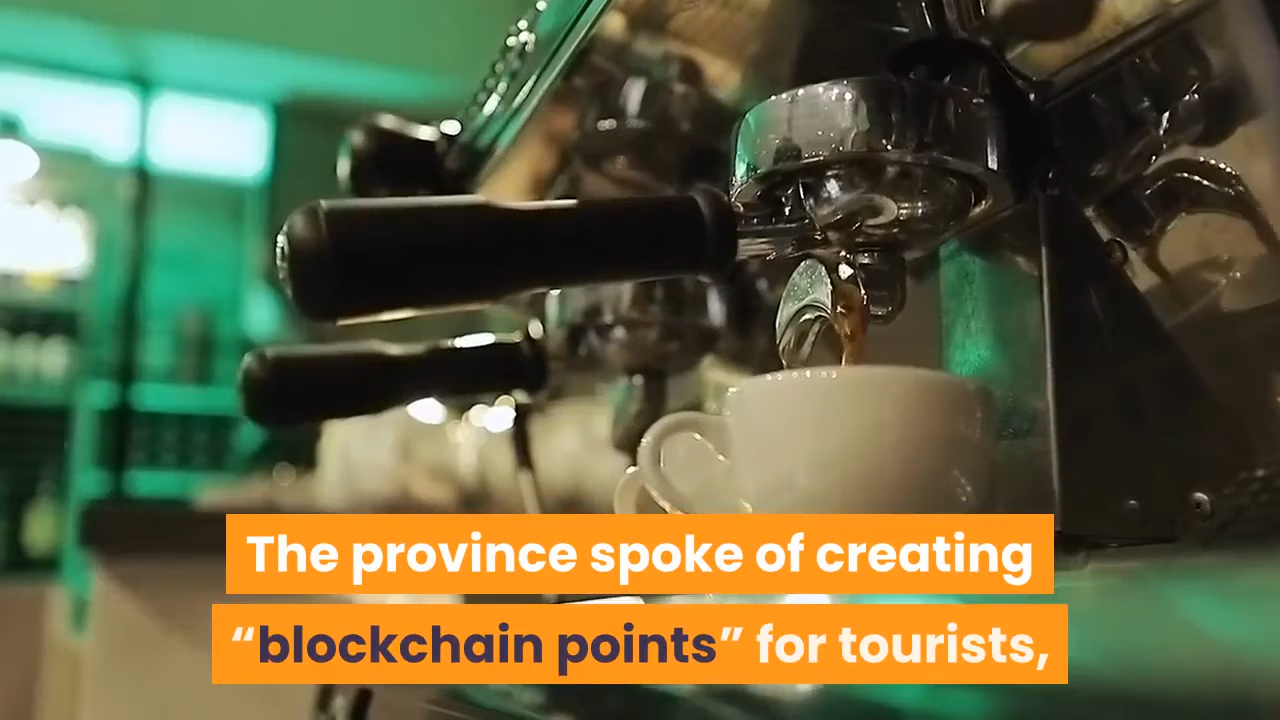 The province spoke of creating
“blockchain points” for tourists,